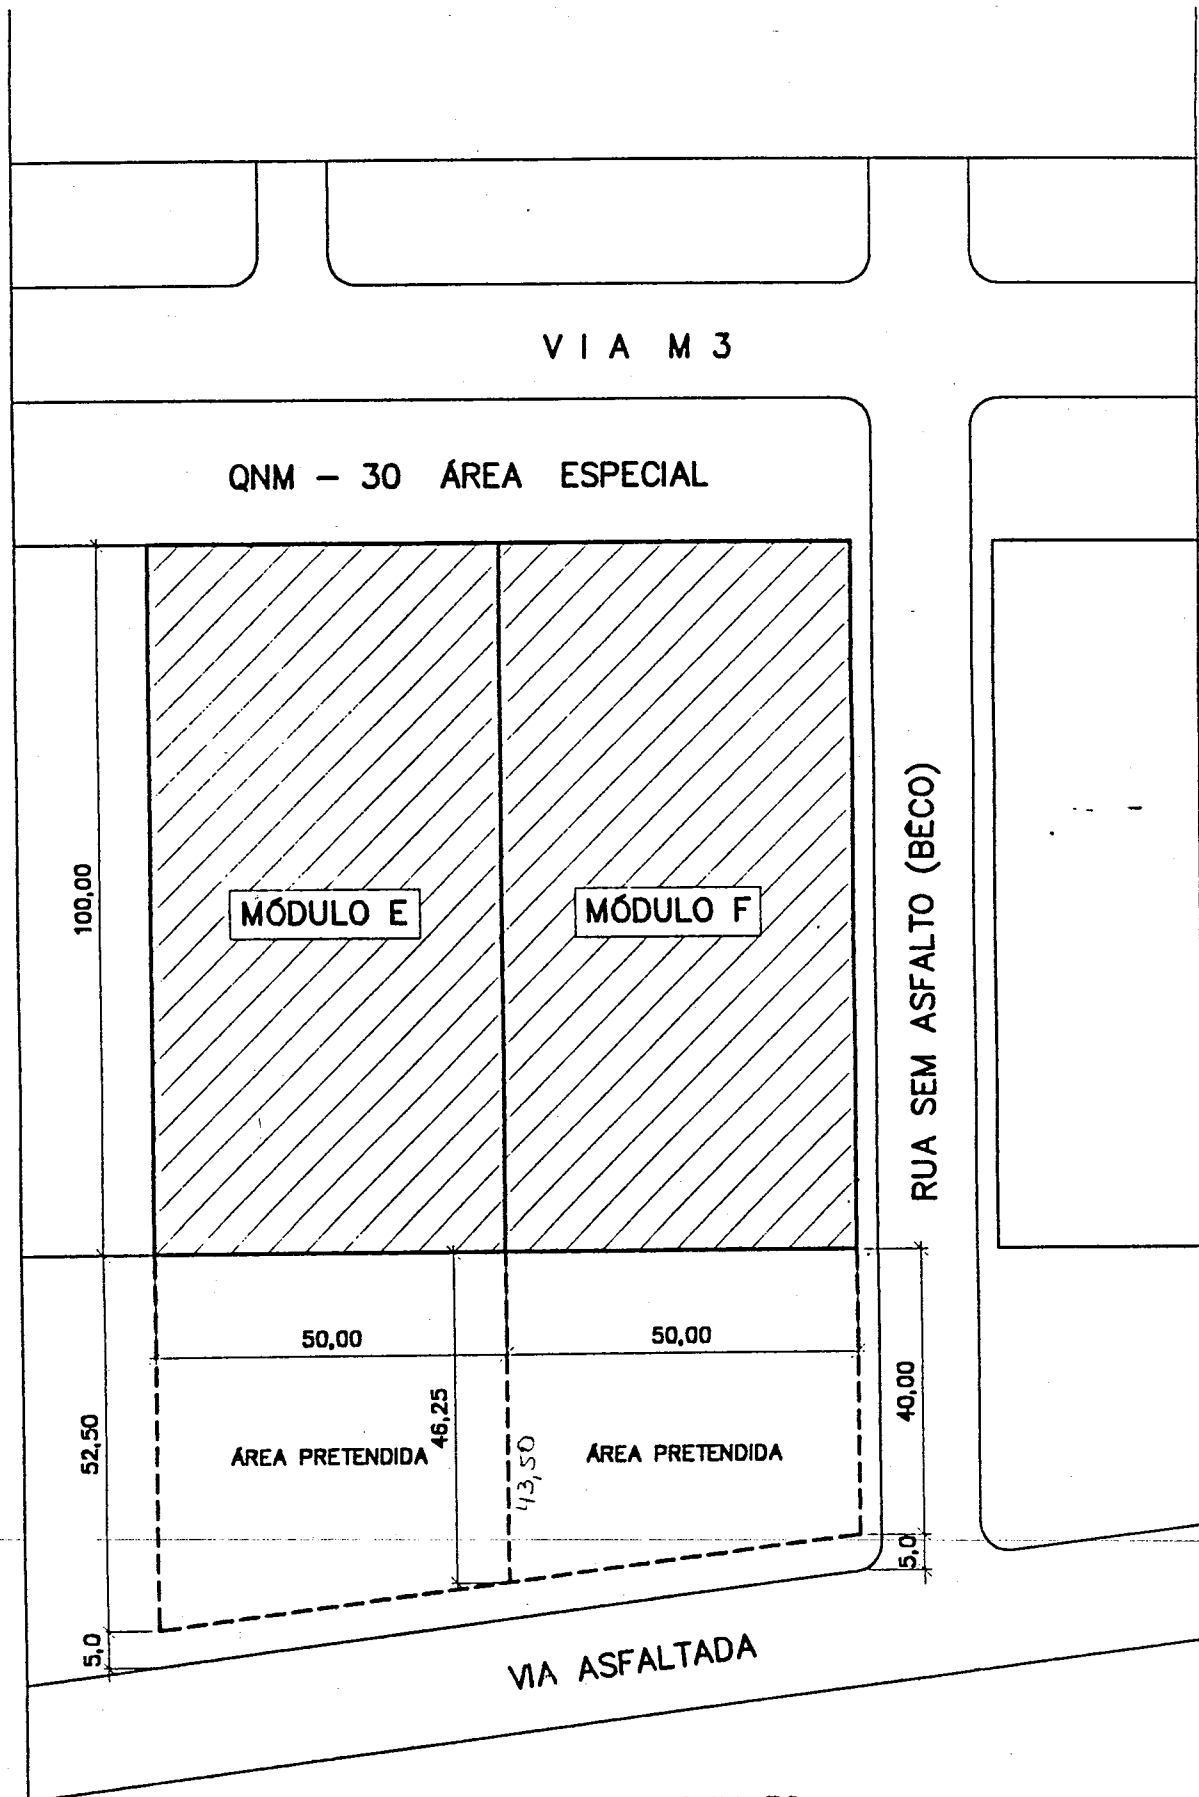 VIA M3
QNM – 30 ÁREA ESPECIAL
100,00
MÓDULO E
MÓDULO F
RUA SEM ASFALTO (BÊCO)
50,00
50,00
52,50
46,25
43,50
40,00
ÁREA PRETENDIDA
ÁREA PRETENDIDA
5,0
5,0
VIA ASFALTADA